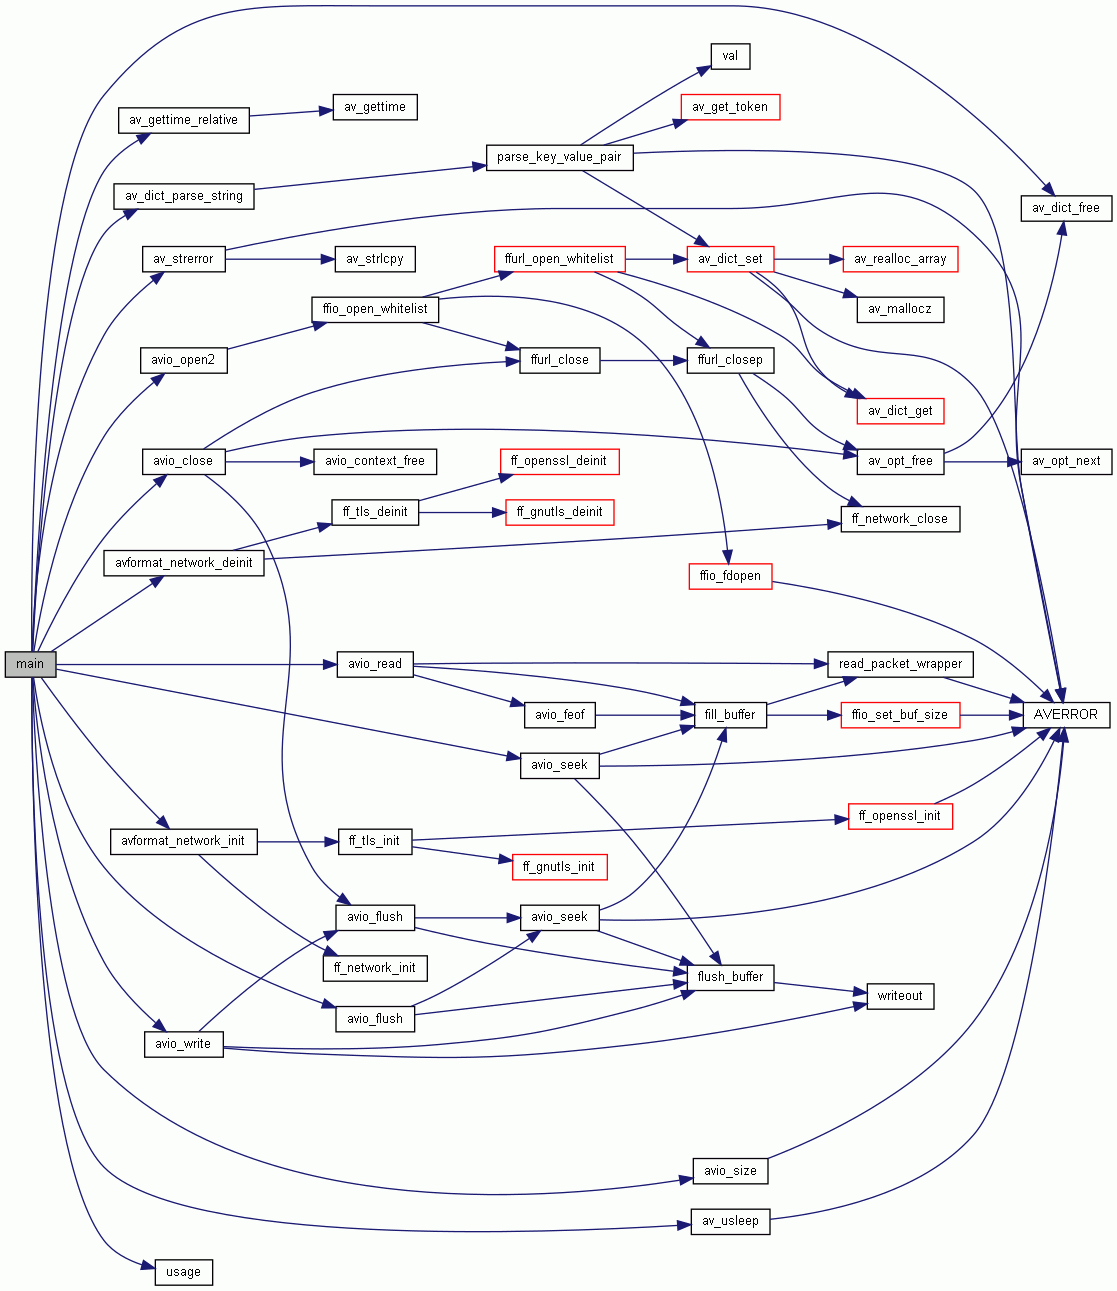 val
av_gettime
av_get_token
av_gettime_relative
parse_key_value_pair
av_dict_parse_string
av_dict_free
av_strerror
av_strlcpy
ffurl_open_whitelist
av_dict_set
av_realloc_array
ffio_open_whitelist
av_mallocz
avio_open2
ffurl_close
ffurl_closep
av_dict_get
avio_close
avio_context_free
ff_openssl_deinit
av_opt_free
av_opt_next
ff_tls_deinit
ff_gnutls_deinit
ff_network_close
avformat_network_deinit
ffio_fdopen
main
avio_read
read_packet_wrapper
avio_feof
fill_buffer
ffio_set_buf_size
AVERROR
avio_seek
ff_openssl_init
avformat_network_init
ff_tls_init
ff_gnutls_init
avio_flush
avio_seek
ff_network_init
flush_buffer
writeout
avio_flush
avio_write
avio_size
av_usleep
usage